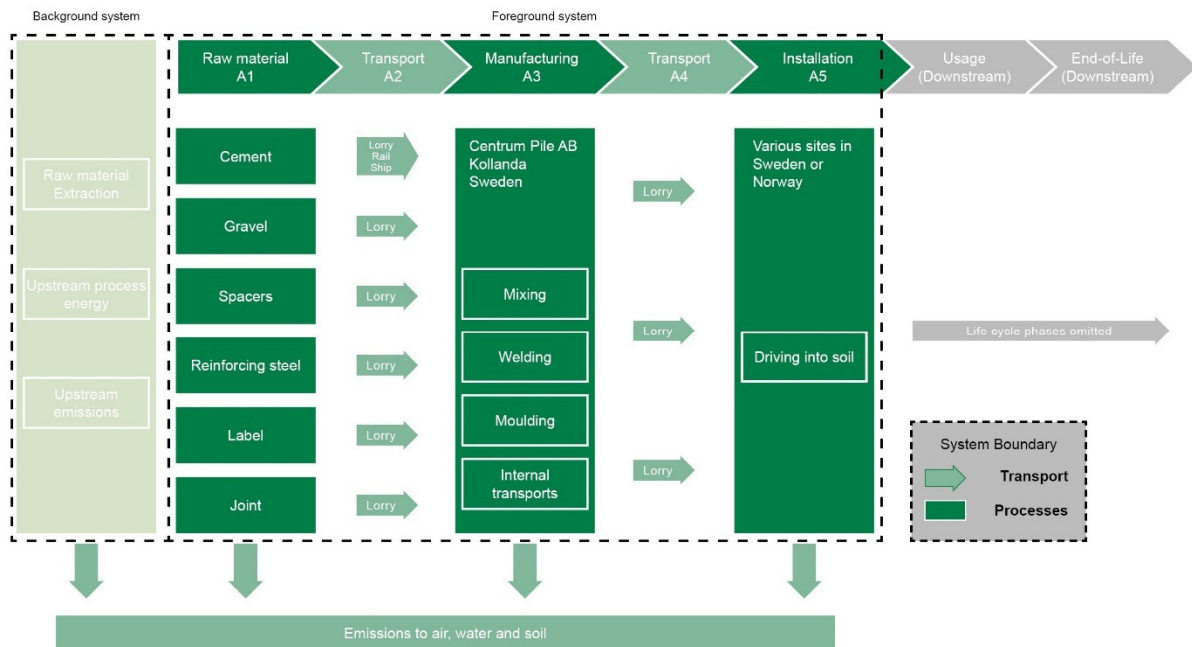 Background system
Foreground system
Raw material
A1
Transport
A2
Manufacturing
A3
Transport
A4
Installation
A5
Usage
(Downstream)
End-of-Life
(Downstream)
Raw material
Extraction
Upstream process
energy
Upstream
emissions
Cement
Gravel
Spacers
Reinforcing steel
Label
Joint
Lorry
Rail
Ship
Lorry
Lorry
Lorry
Lorry
Lorry
Centrum Pile AB
Kollanda
Sweden
Mixing
Welding
Moulding
Internal
transports
Lorry
Lorry
Lorry
Various sites in
Sweden or
Norway
Driving into soil
Life cycle phases omitted
System Boundary
Transport
Processes
Emissions to air, water and soil